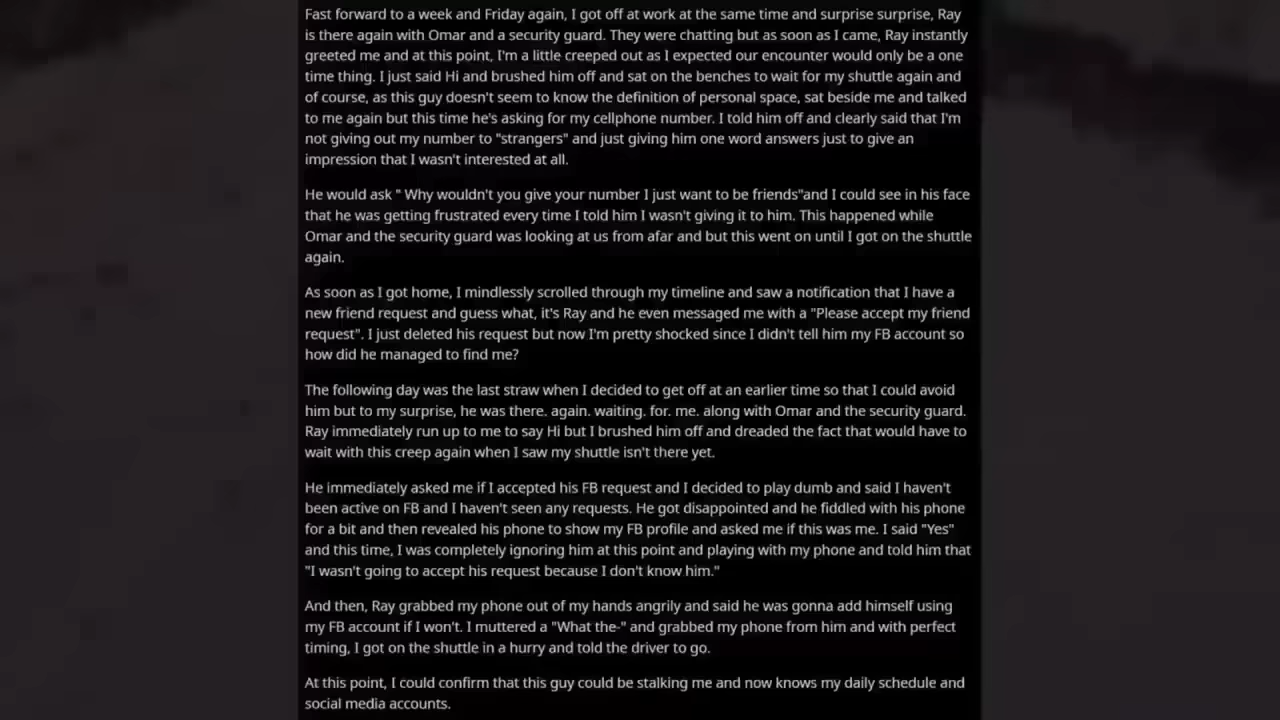 Fast forward to a week and Friday again, I got off at work at the same time and surprise surprise, Ray
is there again with Omar and a security guard. They were chatting but as soon as I came, Ray instantly
greeted me and at this point, I'm a little creeped out as I expected our encounter would only be a one
time thing. I just said Hi and brushed him off and sat on the benches to wait for my shuttle again and
of course, as this guy doesn't seem to know the definition of personal space, sat beside me and talked
to me again but this time he's asking for my cellphone number. I told him off and clearly said that I'm
not giving out my number to "strangers" and just giving him one word answers just to give an
impression that I wasn't interested at all.
He would ask " Why wouldn't you give your number I just want to be friends"and I could see in his face
that he was getting frustrated every time I told him I wasn't giving it to him. This happened while
Omar and the security guard was looking at us from afar and but this went on until I got on the shuttle
again.
As soon as I got home, I mindlessly scrolled through my timeline and saw a notification that I have a
new friend request and guess what, it's Ray and he even messaged me with a "Please accept my friend
request". I just deleted his request but now I'm pretty shocked since I didn't tell him my FB account so
how did he managed to find me?
The following day was the last straw when I decided to get off at an earlier time so that I could avoid
him but to my surprise, he was there. again. waiting. for. me. along with Omar and the security guard.
Ray immediately run up to me to say Hi but I brushed him off and dreaded the fact that would have to
wait with this creep again when I saw my shuttle isn't there yet.
He immediately asked me if I accepted his FB request and I decided to play dumb and said I haven't
been active on FB and I haven't seen any requests. He got disappointed and he fiddled with his phone
for a bit and then revealed his phone to show my FB profile and asked me if this was me. I said "Yes"
and this time, I was completely ignoring him at this point and playing with my phone and told him that
"I wasn't going to accept his request because I don't know him."
And then, Ray grabbed my phone out of my hands angrily and said he was gonna add himself using
my FB account if I won't. I muttered a "What the-" and grabbed my phone from him and with perfect
timing, I got on the shuttle in a hurry and told the driver to go.
At this point, I could confirm that this guy could be stalking me and now knows my daily schedule and
social media accounts.